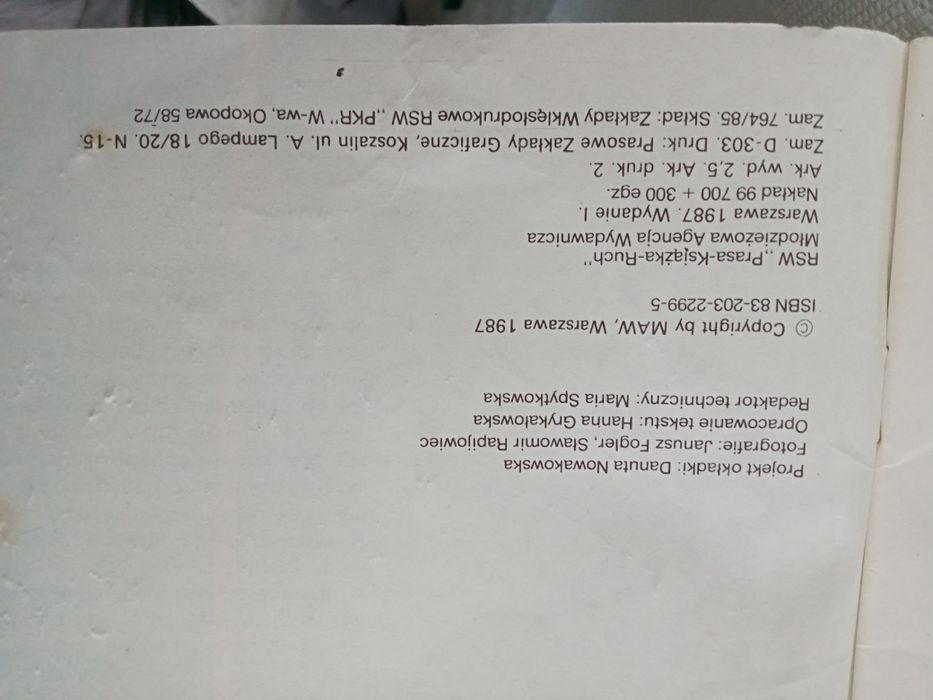 Projekt okładki: Danuta Nowakowska
Fotografie: Janusz Fogler, Sławomir Rapijowiec
Opracowanie tekstu: Hanna Grykałowska
Redaktor techniczny: Maria Spytkowska
© Copyright by MAW, Warszawa 1987
ISBN 83-203-2299-5
RSW ,,Prasa-Książka-Ruch''
Młodzieżowa Agencja Wydawnicza
Warszawa 1987. Wydanie I.
Nakład 99 700 + 300 egz.
Ark. wyd. 2,5. Ark. druk. 2.
Zam. D-303. Druk: Prasowe Zakłady Graficzne, Koszalin ul. A. Lampego 18/20. N-15.
Zam. 764/85. Skład: Zakłady Wklęsłodrukowe RSW ,,PKR'' W-wa, Okopowa 58/72